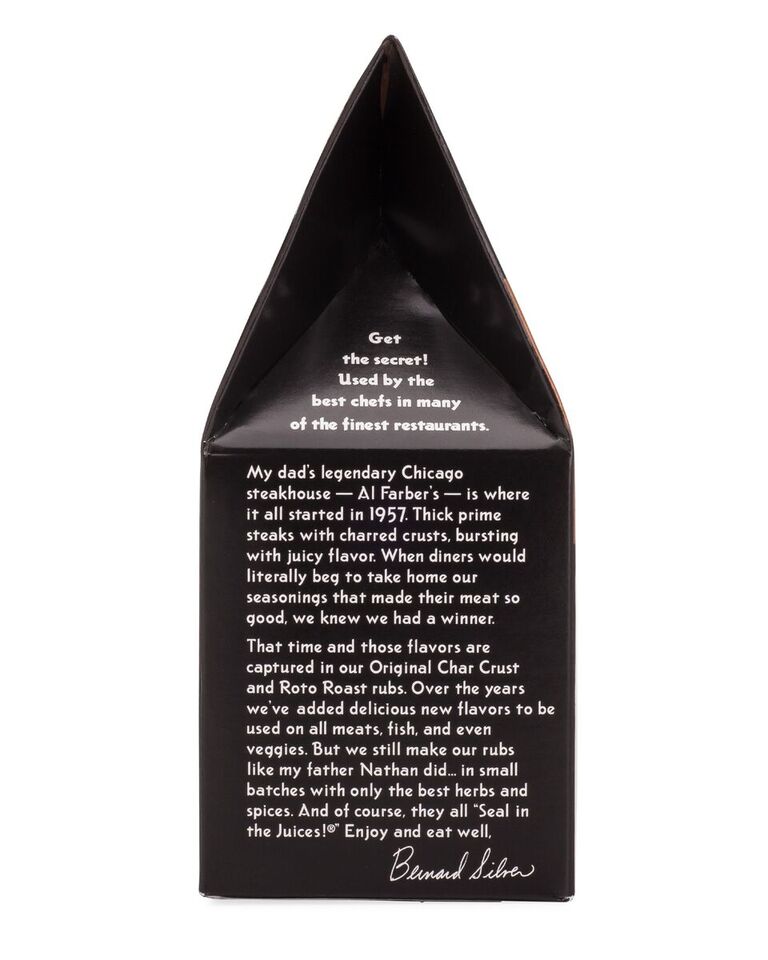 Get
the secret!
Used by the
best chefs in many
of the finest restaurants.
My dad's legendary Chicago
steakhouse — Al Farber's — is where
it all started in 1957. Thick prime
steaks with charred crusts, bursting
with juicy flavor. When diners would
literally beg to take home our
seasonings that made their meat so
good, we knew we had a winner.
That time and those flavors are
captured in our Original Char Crust
and Roto Roast rubs. Over the years
we've added delicious new flavors to be
used on all meats, fish, and even
veggies. But we still make our rubs
like my father Nathan did... in small
batches with only the best herbs and
spices. And of course, they all "Seal in
the Juices!®" Enjoy and eat well,
Bernard Silver